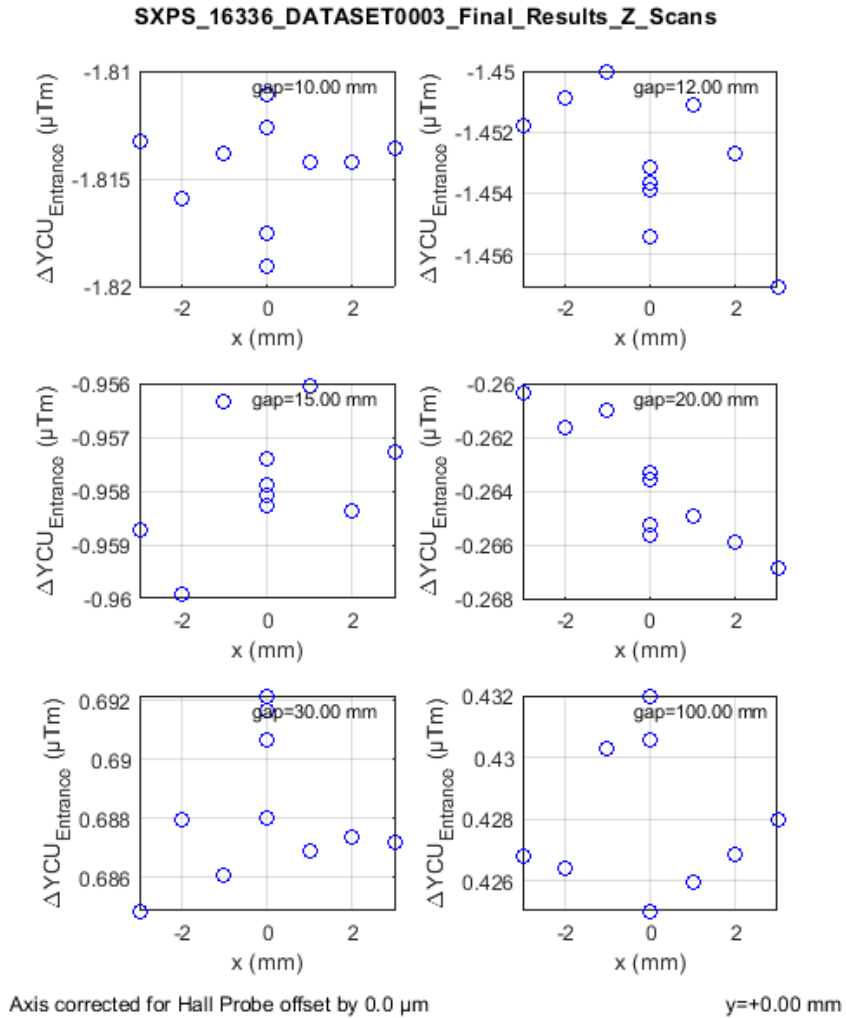 SXPS_16336_DATASET0003_Final_Results_Z_Scans
-1.81
-1.815
-1.82
ΔYCU_Entrance (µTm)
gap=10.00 mm
-2 0 2
x (mm)
-1.45
-1.452
-1.454
-1.456
ΔYCU_Entrance (µTm)
gap=12.00 mm
-2 0 2
x (mm)
-0.956
-0.957
-0.958
-0.959
-0.96
ΔYCU_Entrance (µTm)
gap=15.00 mm
-2 0 2
x (mm)
-0.26
-0.262
-0.264
-0.266
-0.268
ΔYCU_Entrance (µTm)
gap=20.00 mm
-2 0 2
x (mm)
0.692
0.69
0.688
0.686
ΔYCU_Entrance (µTm)
gap=30.00 mm
-2 0 2
x (mm)
0.432
0.43
0.428
0.426
ΔYCU_Entrance (µTm)
gap=100.00 mm
-2 0 2
x (mm)
Axis corrected for Hall Probe offset by 0.0 µm
y=+0.00 mm